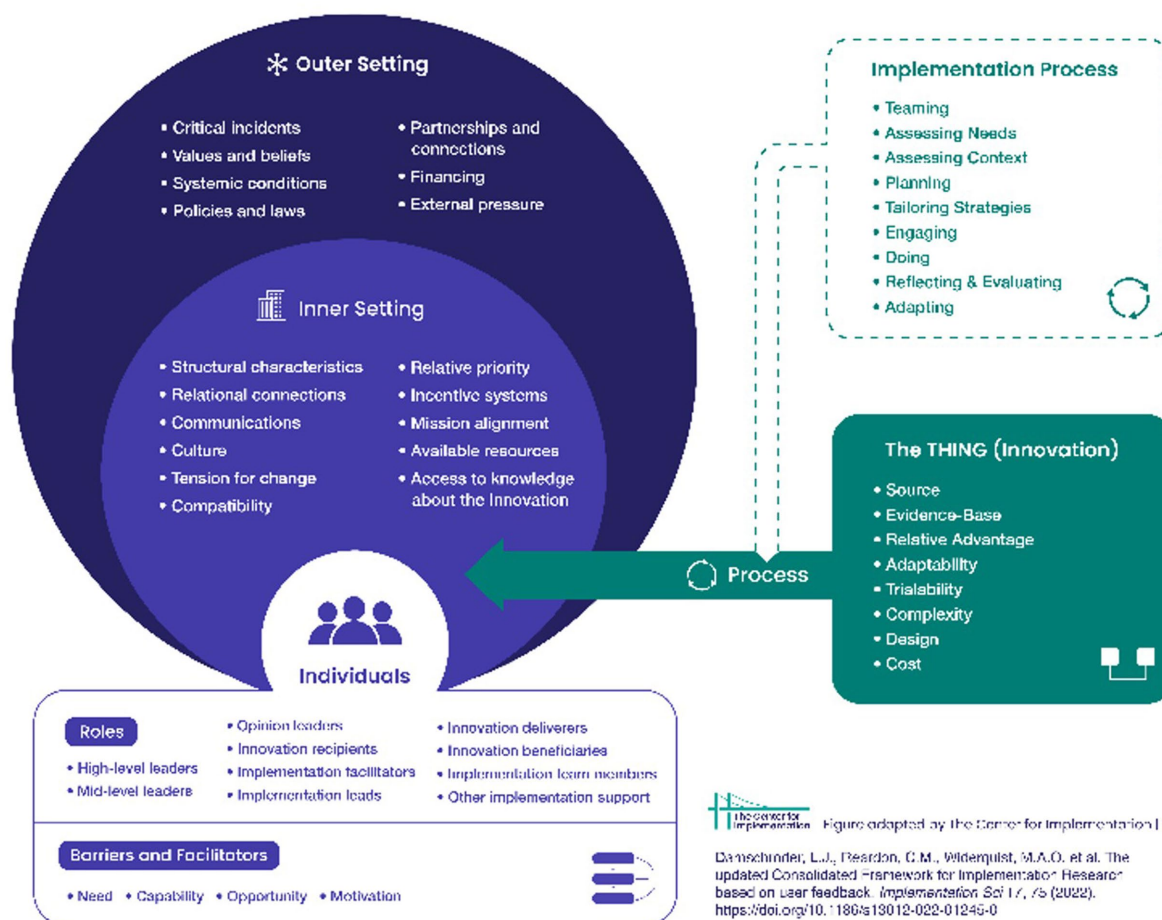 Outer Setting
• Critical incidents
• Values and beliefs
• Systemic conditions
• Policies and laws
• Partnerships and
connections
• Financing
• External pressure
Inner Setting
• Structural characteristics
• Relational connections
• Communications
• Culture
• Tension for change
• Compatibility
• Relative priority
• Incentive systems
• Mission alignment
• Available resources
• Access to knowledge
about the Innovation
Individuals
Roles
• High-level leaders
• Mid-level leaders
• Opinion leaders
• Innovation recipients
• Implementation facilitators
• Implementation leads
• Innovation deliverers
• Innovation beneficiaries
• Implementation team members
• Other implementation support
Barriers and Facilitators
• Need • Capability • Opportunity • Motivation
Implementation Process
• Teaming
• Assessing Needs
• Assessing Context
• Planning
• Tailoring Strategies
• Engaging
• Doing
• Reflecting & Evaluating
• Adapting
Process
The THING (Innovation)
• Source
• Evidence-Base
• Relative Advantage
• Adaptability
• Trialability
• Complexity
• Design
• Cost
The Center for
Implementation
Figure adapted by The Center for Implementation |
Damschroder, L.J., Reardon, C.M., Widerquist, M.A.O. et al. The
updated Consolidated Framework for Implementation Research
based on user feedback. Implementation Sci 17, 75 (2022).
https://doi.org/10.1186/s13012-022-01245-0